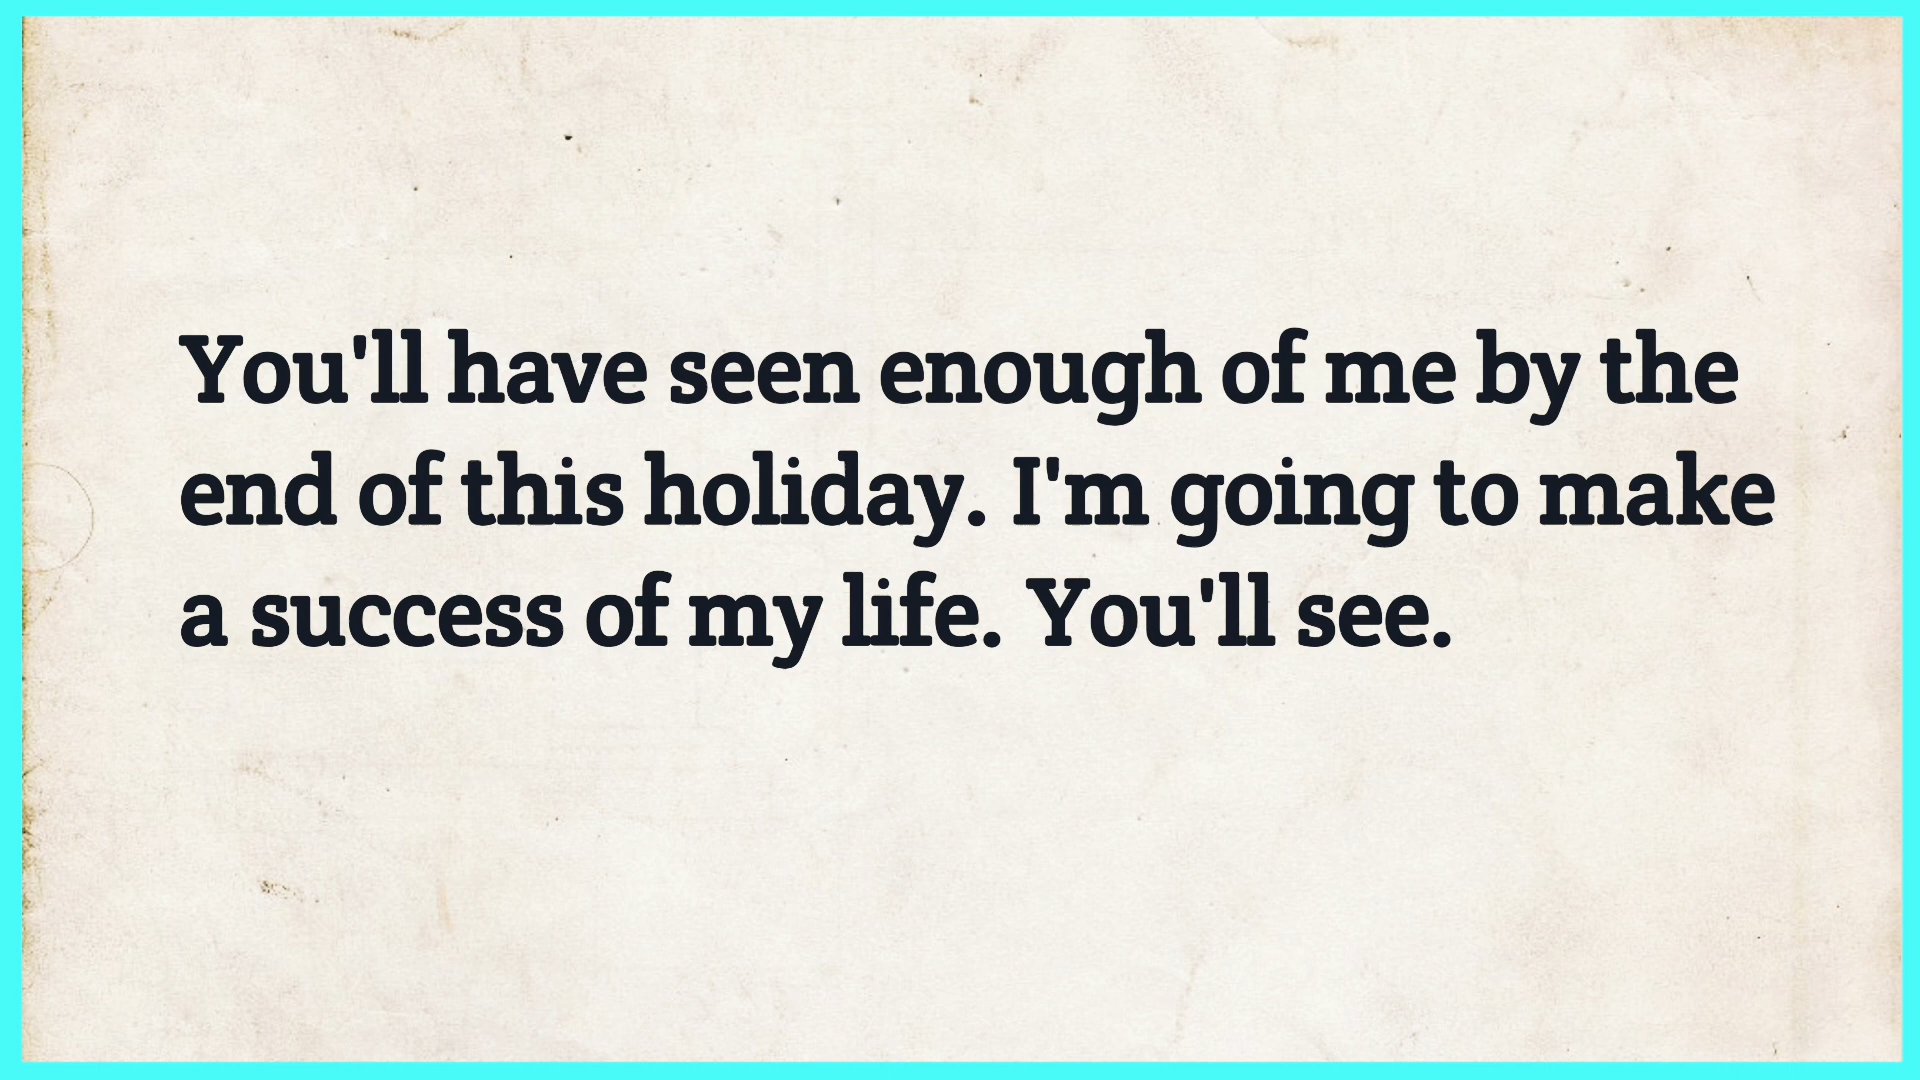 You'll have seen enough of me by the
end of this holiday. I'm going to make
a success of my life. You'll see.